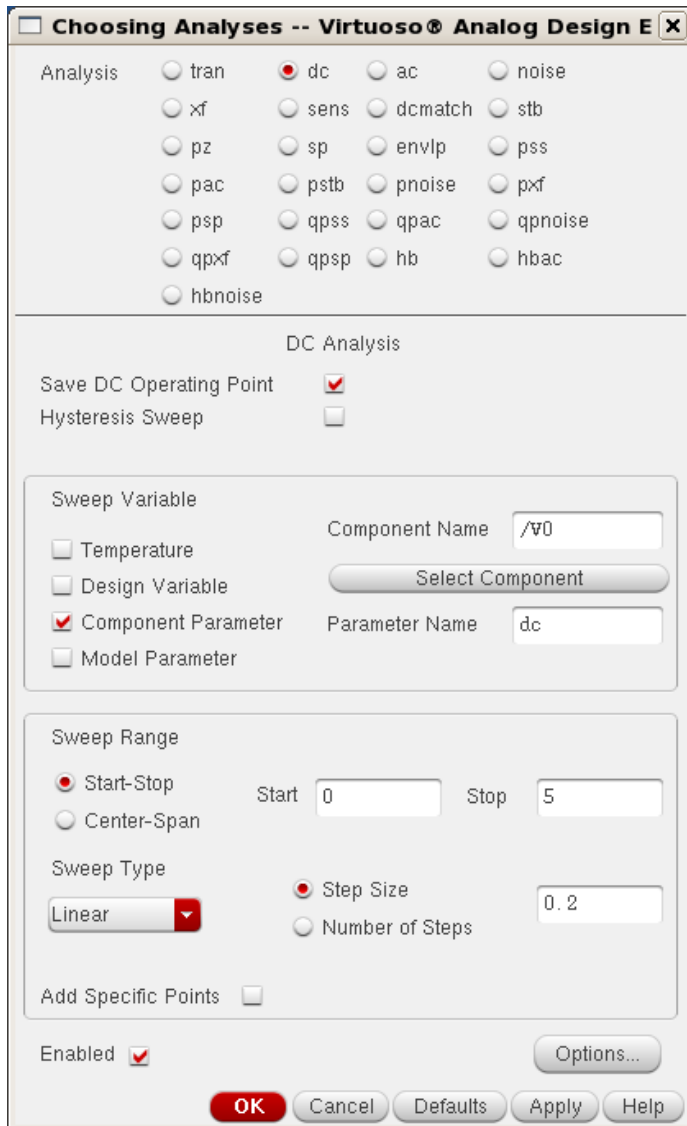 Choosing Analyses -- Virtuoso® Analog Design E
Analysis tran dc ac noise
xf sens dcmatch stb
pz sp envlp pss
pac pstb pnoise pxf
psp qpss qpac qpnoise
qpxf qpsp hb hbac
hbnoise
DC Analysis
Save DC Operating Point
Hysteresis Sweep
Sweep Variable
Component Name /V0
Temperature
Select Component
Design Variable
Component Parameter Parameter Name dc
Model Parameter
Sweep Range
Start-Stop Start 0 Stop 5
Center-Span
Sweep Type
Step Size 0.2
Linear
Number of Steps
Add Specific Points
Enabled Options...
OK Cancel Defaults Apply Help